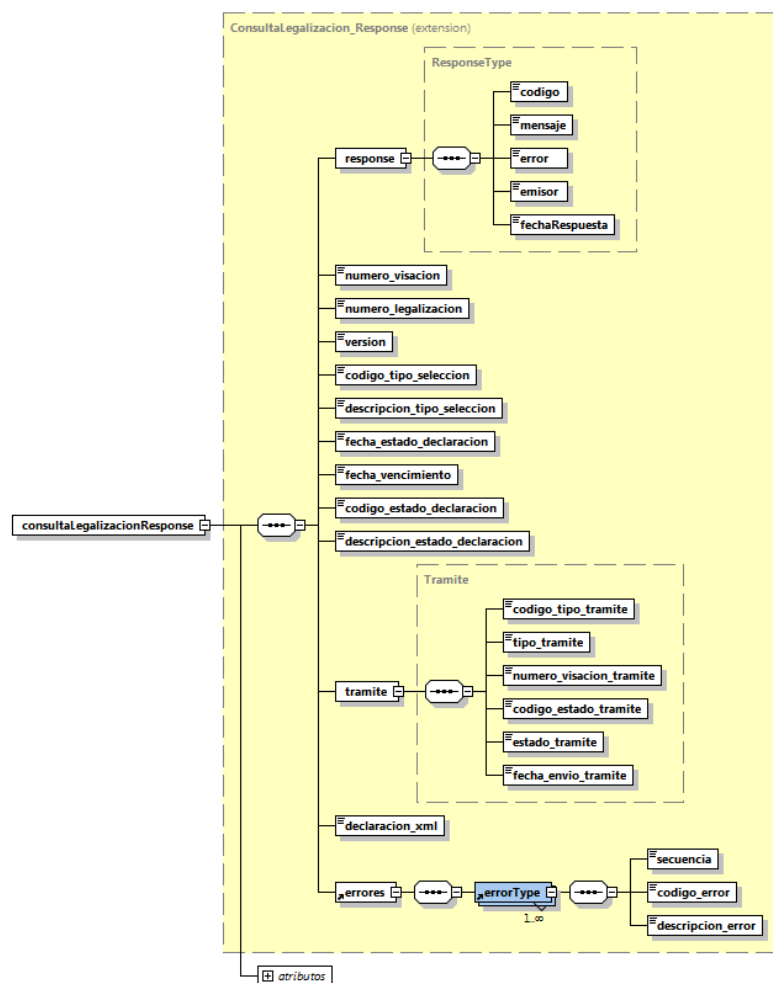 ConsultaLegalizacion_Response (extension)
ResponseType
codigo
mensaje
response
error
emisor
fechaRespuesta
numero_visacion
numero_legalizacion
version
codigo_tipo_seleccion
descripcion_tipo_seleccion
fecha_estado_declaracion
fecha_vencimiento
codigo_estado_declaracion
consultaLegalizacionResponse
descripcion_estado_declaracion
Tramite
codigo_tipo_tramite
tipo_tramite
numero_visacion_tramite
tramite
codigo_estado_tramite
estado_tramite
fecha_envio_tramite
declaracion_xml
secuencia
errores
errorType
codigo_error
1..∞
descripcion_error
atributos